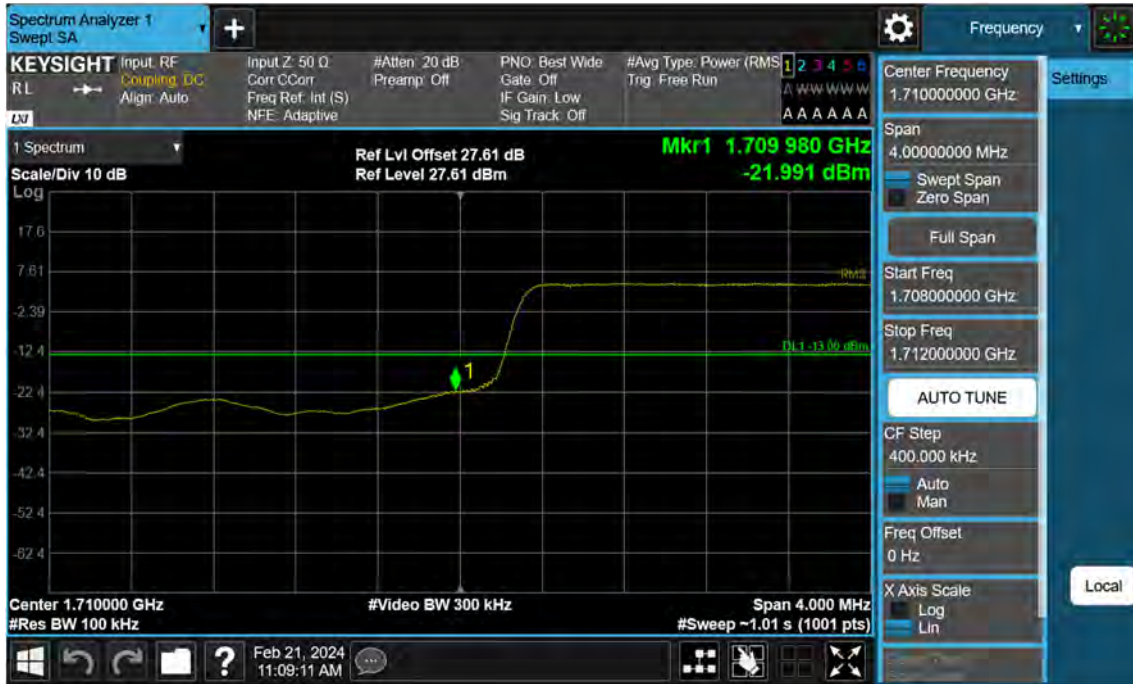 Spectrum Analyzer 1
Swept SA
+
Frequency
KEYSIGHT
RL
LXI
Input: RF
Coupling: DC
Align: Auto
Input Z: 50 Ω
Corr CCorr
Freq Ref: Int (S)
NFE: Adaptive
#Atten: 20 dB
Preamp: Off
PNO: Best Wide
Gate: Off
IF Gain: Low
Sig Track: Off
#Avg Type: Power (RMS
Trig: Free Run
1 2 3 4 5 6
A W W W W W
A A A A A A
1 Spectrum
Scale/Div 10 dB
Ref Lvl Offset 27.61 dB
Ref Level 27.61 dBm
Mkr1 1.709 980 GHz
-21.991 dBm
Log
17.6
7.61
-2.39
-12.4
-22.4
-32.4
-42.4
-52.4
-62.4
RMS
DL1 -13.00 dBm
1
Center 1.710000 GHz
#Res BW 100 kHz
#Video BW 300 kHz
Span 4.000 MHz
#Sweep ~1.01 s (1001 pts)
Center Frequency
1.710000000 GHz
Span
4.00000000 MHz
Swept Span
Zero Span
Full Span
Start Freq
1.708000000 GHz
Stop Freq
1.712000000 GHz
AUTO TUNE
CF Step
400.000 kHz
Auto
Man
Freq Offset
0 Hz
X Axis Scale
Log
Lin
Settings
Local
?
Feb 21, 2024
11:09:11 AM